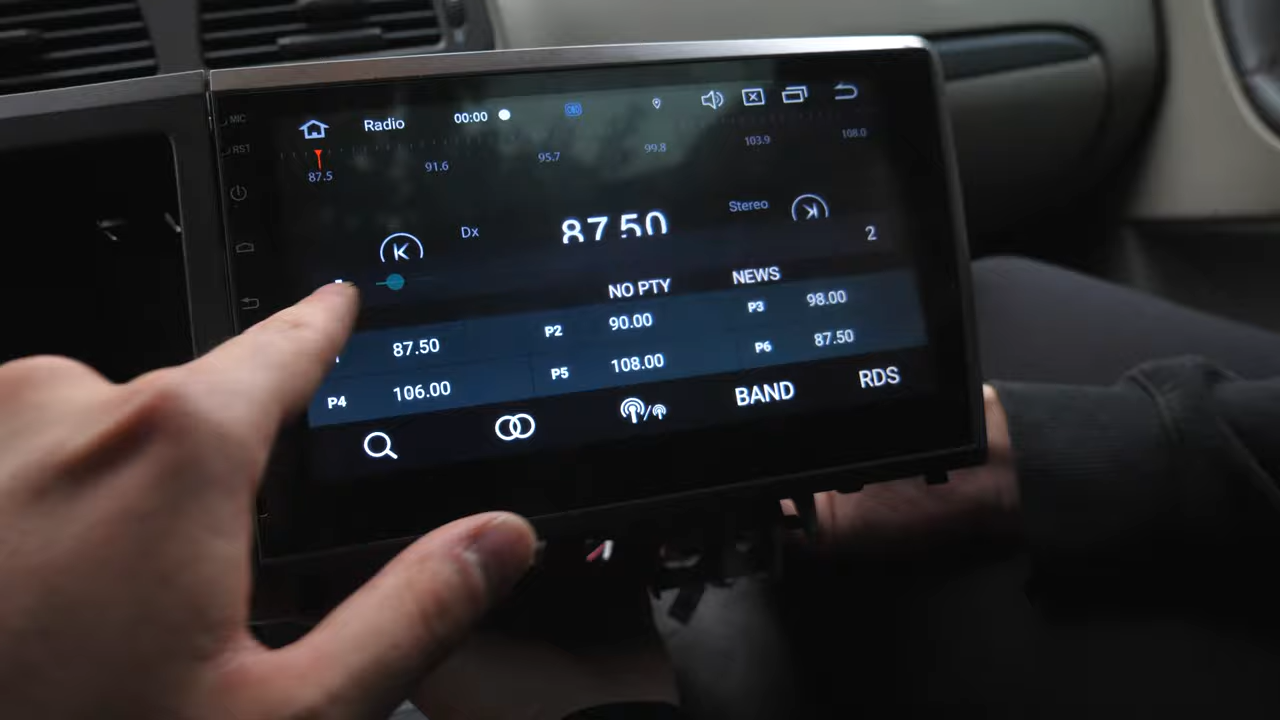 MIC
RST
Radio 00:00
OBD
87.5 91.6 95.7 99.8 103.9 108.0
Dx 87.50 Stereo
2
NO PTY NEWS
87.50 P2 90.00 P3 98.00
P4 106.00 P5 108.00 P6 87.50
BAND RDS